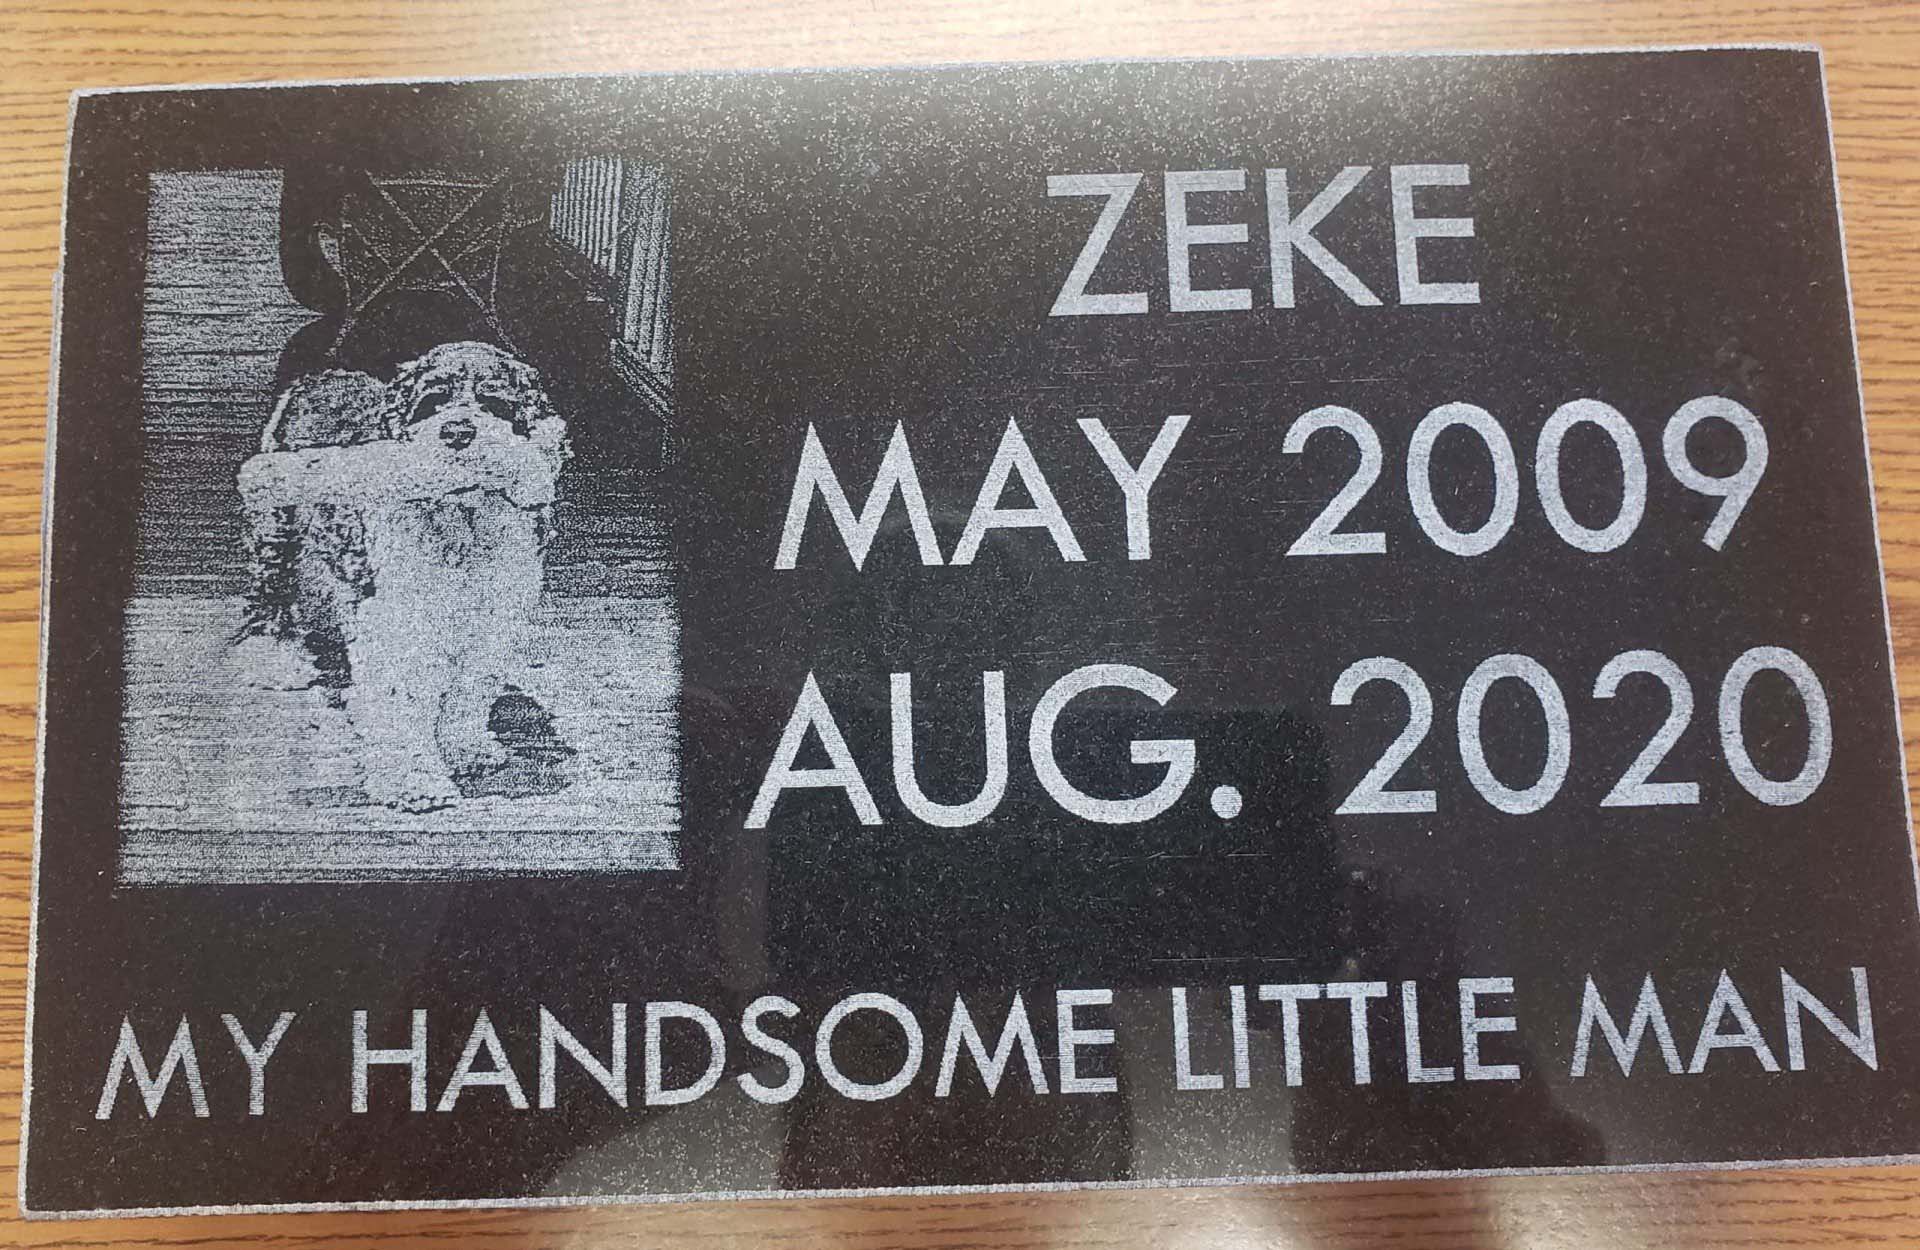 ZEKE
MAY 2009
AUG. 2020
MY HANDSOME LITTLE MAN